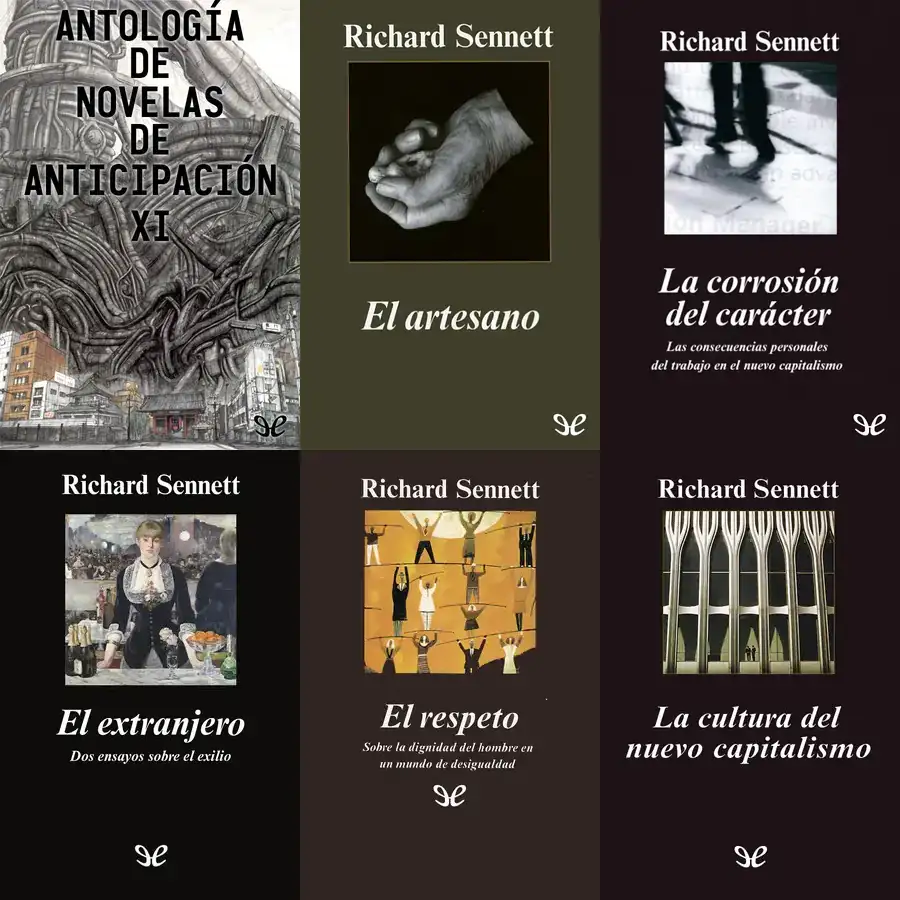 ANTOLOGÍA
DE
NOVELAS
DE
ANTICIPACIÓN
XI
Richard Sennett
El artesano
Richard Sennett
La corrosión
del carácter
Las consecuencias personales
del trabajo en el nuevo capitalismo
Richard Sennett
El extranjero
Dos ensayos sobre el exilio
Richard Sennett
El respeto
Sobre la dignidad del hombre en
un mundo de desigualdad
Richard Sennett
La cultura del
nuevo capitalismo